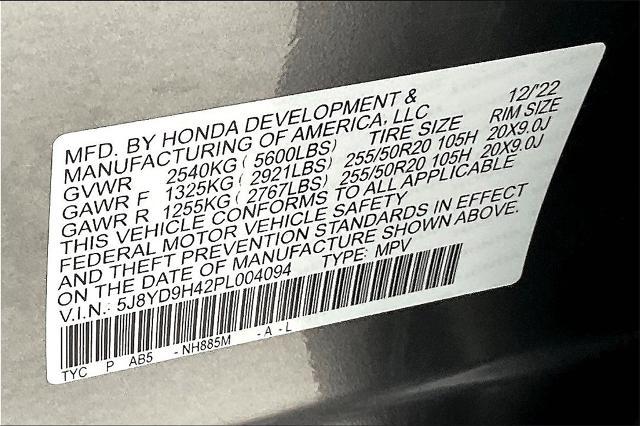 MFD. BY HONDA DEVELOPMENT & 12/'22
MANUFACTURING OF AMERICA, LLC
GVWR 2540KG ( 5600LBS) TIRE SIZE RIM SIZE
GAWR F 1325KG ( 2921LBS) 255/50R20 105H 20X9.0J
GAWR R 1255KG ( 2767LBS) 255/50R20 105H 20X9.0J
THIS VEHICLE CONFORMS TO ALL APPLICABLE
FEDERAL MOTOR VEHICLE SAFETY
AND THEFT PREVENTION STANDARDS IN EFFECT
ON THE DATE OF MANUFACTURE SHOWN ABOVE.
V.I.N.: 5J8YD9H42PL004094 TYPE: MPV
TYC P AB5 - NH885M - A - L